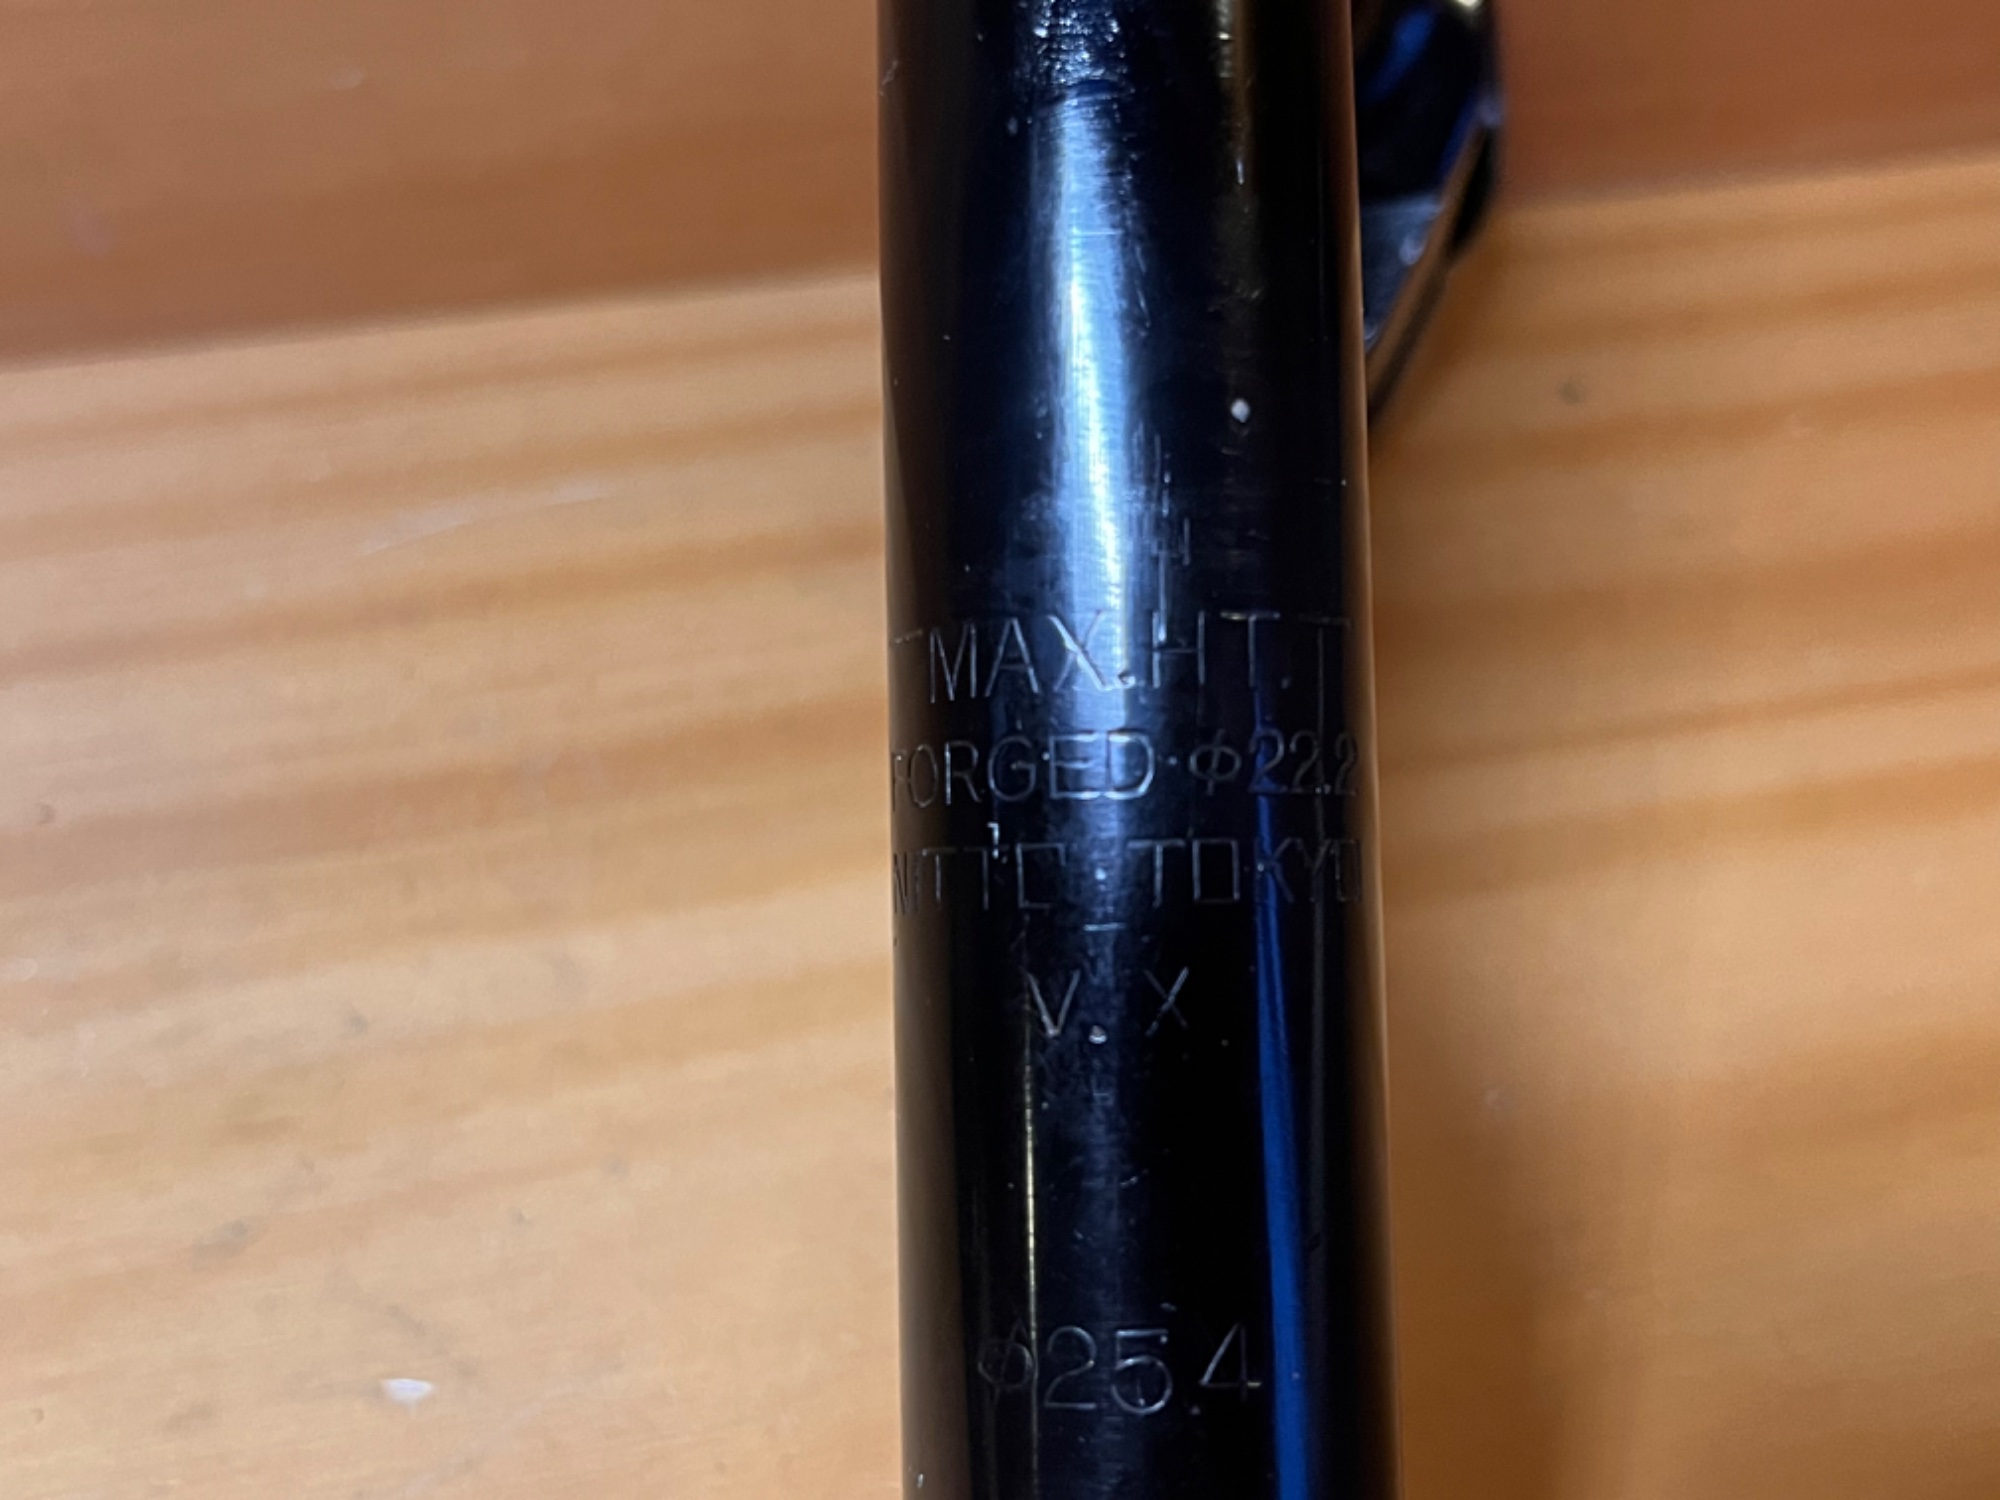 MAX.HT.
FORGED·φ22.2
NITTO·TOKYO
V.X
φ25.4